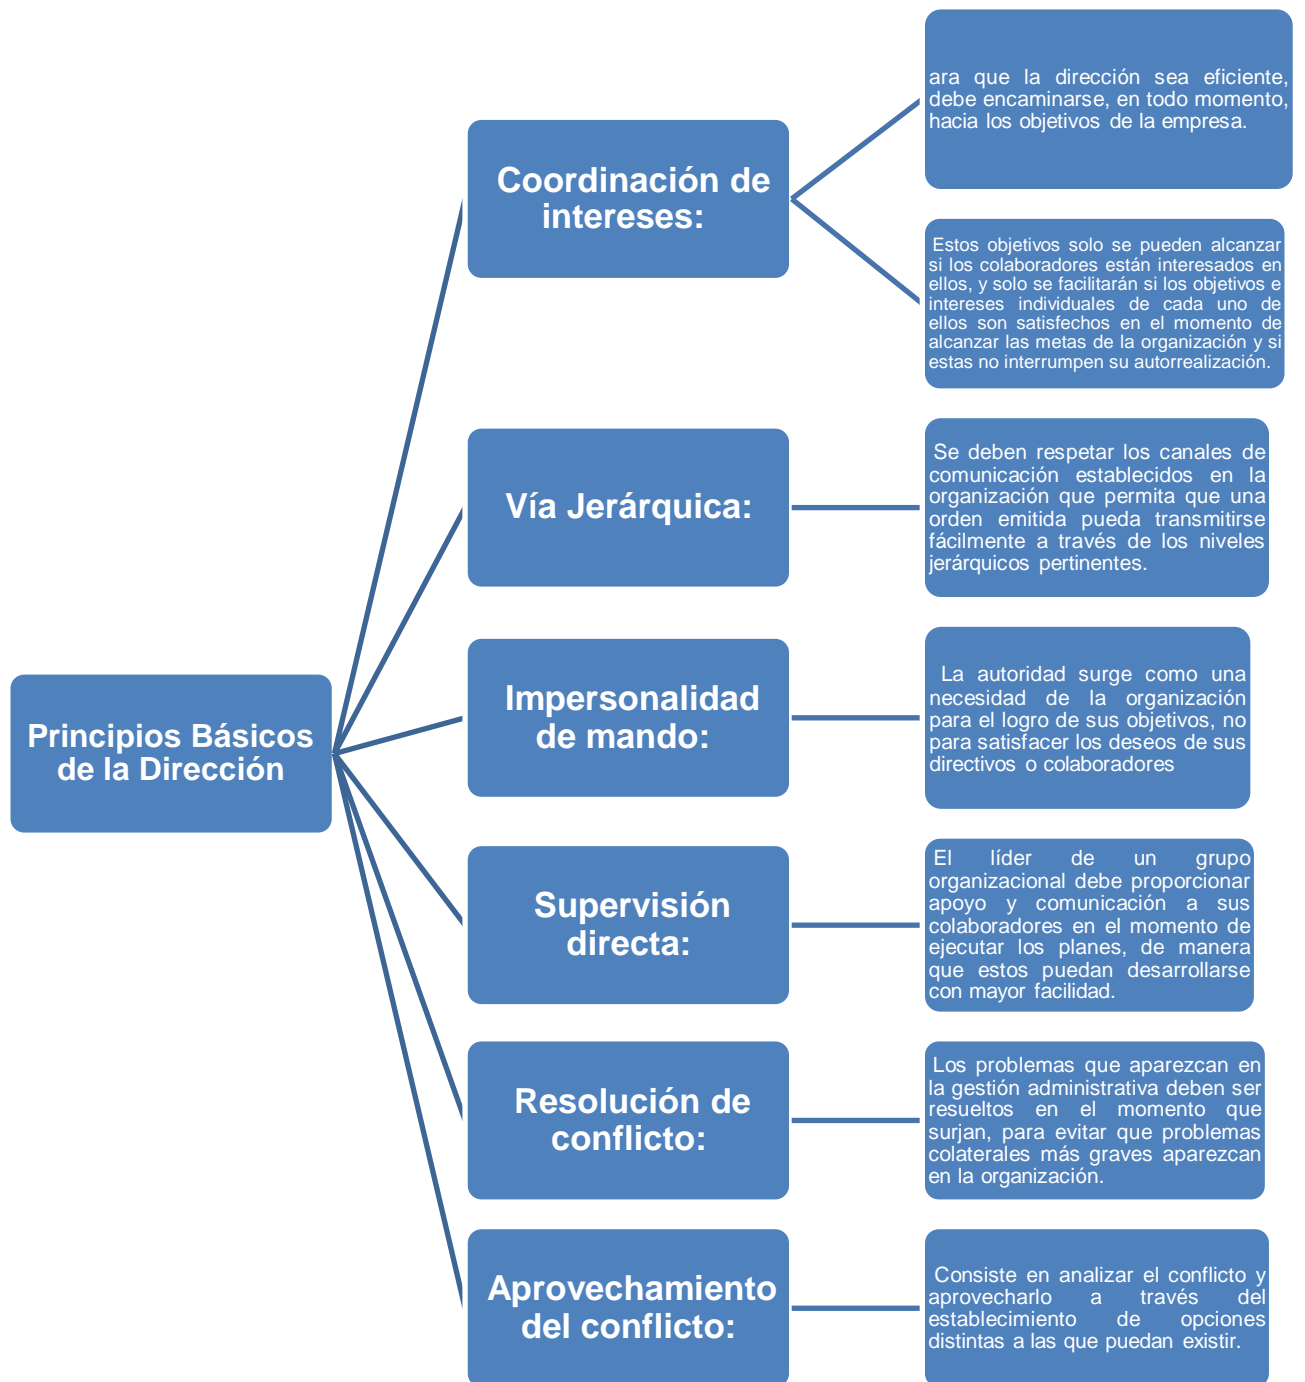 Principios Básicos
de la Dirección
Coordinación de
intereses:
ara que la dirección sea eficiente,
debe encaminarse, en todo momento,
hacia los objetivos de la empresa.
Estos objetivos solo se pueden alcanzar
si los colaboradores están interesados en
ellos, y solo se facilitarán si los objetivos e
intereses individuales de cada uno de
ellos son satisfechos en el momento de
alcanzar las metas de la organización y si
estas no interrumpen su autorrealización.
Vía Jerárquica:
Se deben respetar los canales de
comunicación establecidos en la
organización que permita que una
orden emitida pueda transmitirse
fácilmente a través de los niveles
jerárquicos pertinentes.
Impersonalidad
de mando:
La autoridad surge como una
necesidad de la organización
para el logro de sus objetivos, no
para satisfacer los deseos de sus
directivos o colaboradores
Supervisión
directa:
El líder de un grupo
organizacional debe proporcionar
apoyo y comunicación a sus
colaboradores en el momento de
ejecutar los planes, de manera
que estos puedan desarrollarse
con mayor facilidad.
Resolución de
conflicto:
Los problemas que aparezcan en
la gestión administrativa deben ser
resueltos en el momento que
surjan, para evitar que problemas
colaterales más graves aparezcan
en la organización.
Aprovechamiento
del conflicto:
Consiste en analizar el conflicto y
aprovecharlo a través del
establecimiento de opciones
distintas a las que puedan existir.